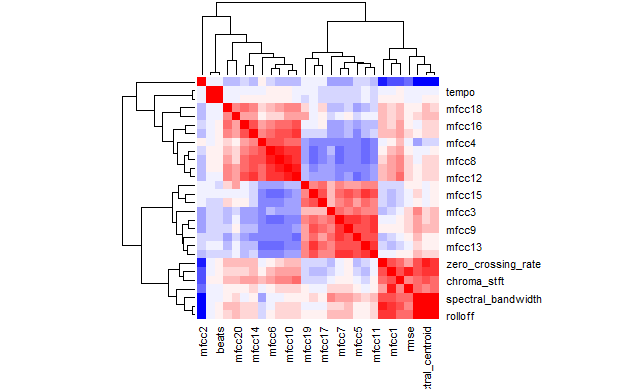 tempo
mfcc18
mfcc16
mfcc4
mfcc8
mfcc12
mfcc15
mfcc3
mfcc9
mfcc13
zero_crossing_rate
chroma_stft
spectral_bandwidth
rolloff
mfcc2
beats
mfcc20
mfcc14
mfcc6
mfcc10
mfcc19
mfcc17
mfcc7
mfcc5
mfcc11
mfcc1
rmse
ctral_centroid